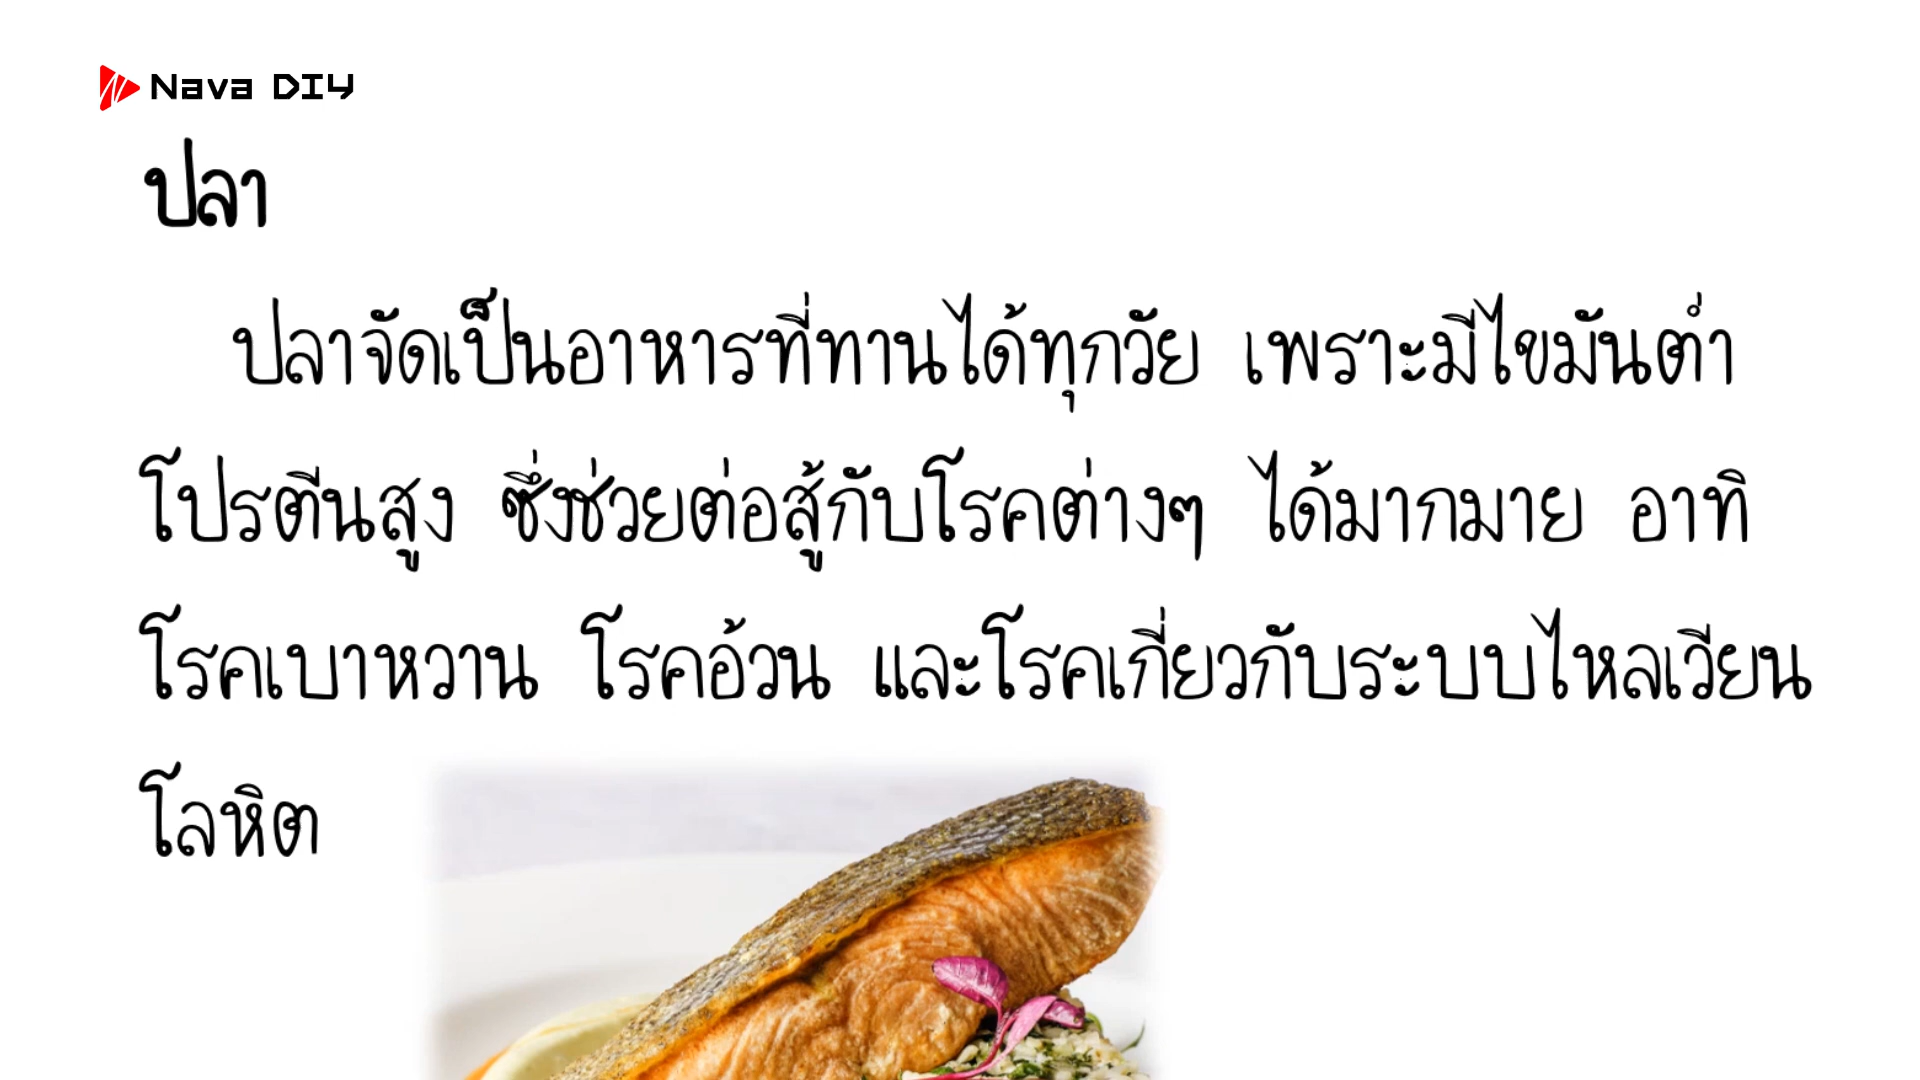 Nava DIY
ปลา
ปลาจัดเป็นอาหารที่ทานได้ทุกวัย เพราะมีไขมันต่ำ
โปรตีนสูง ซึ่งช่วยต่อสู้กับโรคต่างๆ ได้มากมาย อาทิ
โรคเบาหวาน โรคอ้วน และโรคเกี่ยวกับระบบไหลเวียน
โลหิต